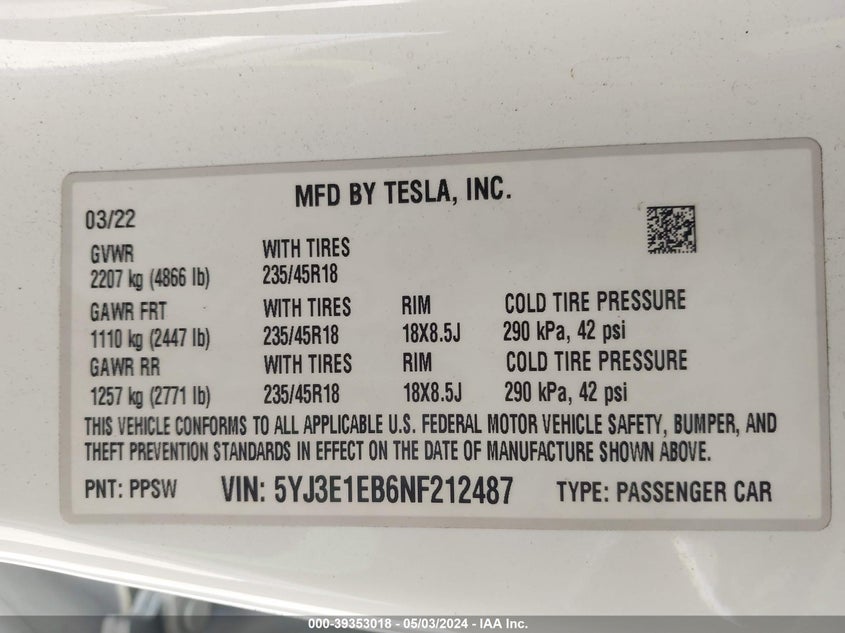 MFD BY TESLA, INC.
03/22
GVWR WITH TIRES
2207 kg (4866 lb) 235/45R18
GAWR FRT WITH TIRES RIM COLD TIRE PRESSURE
1110 kg (2447 lb) 235/45R18 18X8.5J 290 kPa, 42 psi
GAWR RR WITH TIRES RIM COLD TIRE PRESSURE
1257 kg (2771 lb) 235/45R18 18X8.5J 290 kPa, 42 psi
THIS VEHICLE CONFORMS TO ALL APPLICABLE U.S. FEDERAL MOTOR VEHICLE SAFETY, BUMPER, AND
THEFT PREVENTION STANDARDS IN EFFECT ON THE DATE OF MANUFACTURE SHOWN ABOVE.
PNT: PPSW VIN: 5YJ3E1EB6NF212487 TYPE: PASSENGER CAR
000-39353018 - 05/03/2024 - IAA Inc.